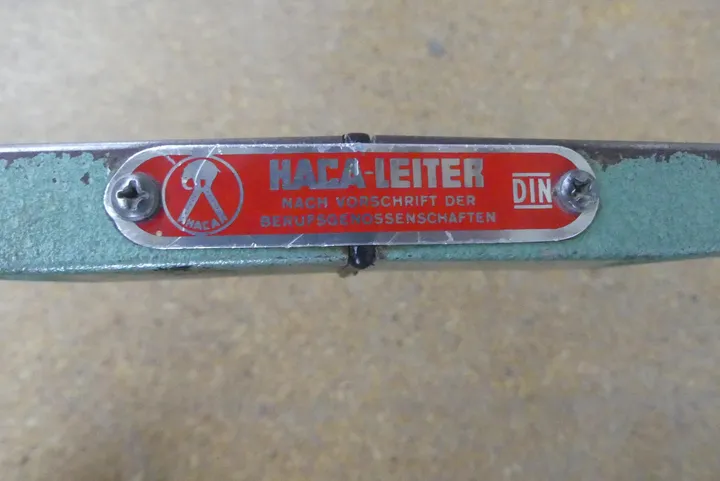 HACA
HACA-LEITER
NACH VORSCHRIFT DER
BERUFSGENOSSENSCHAFTEN
DIN